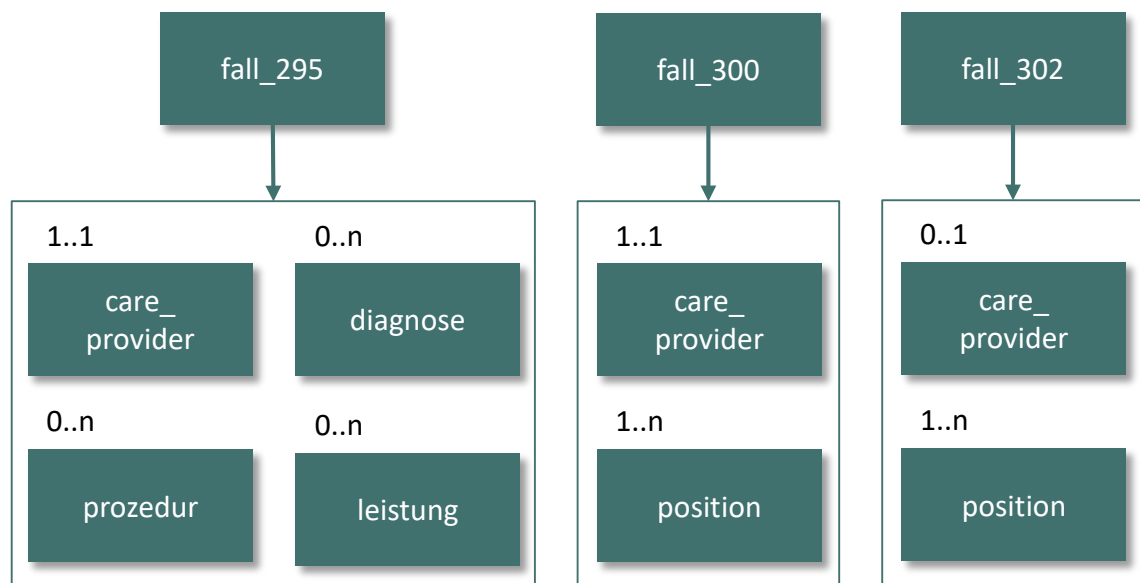 fall_295
fall_300
fall_302
1..1
0..n
care_
provider
diagnose
0..n
0..n
prozedur
leistung
1..1
care_
provider
1..n
position
0..1
care_
provider
1..n
position